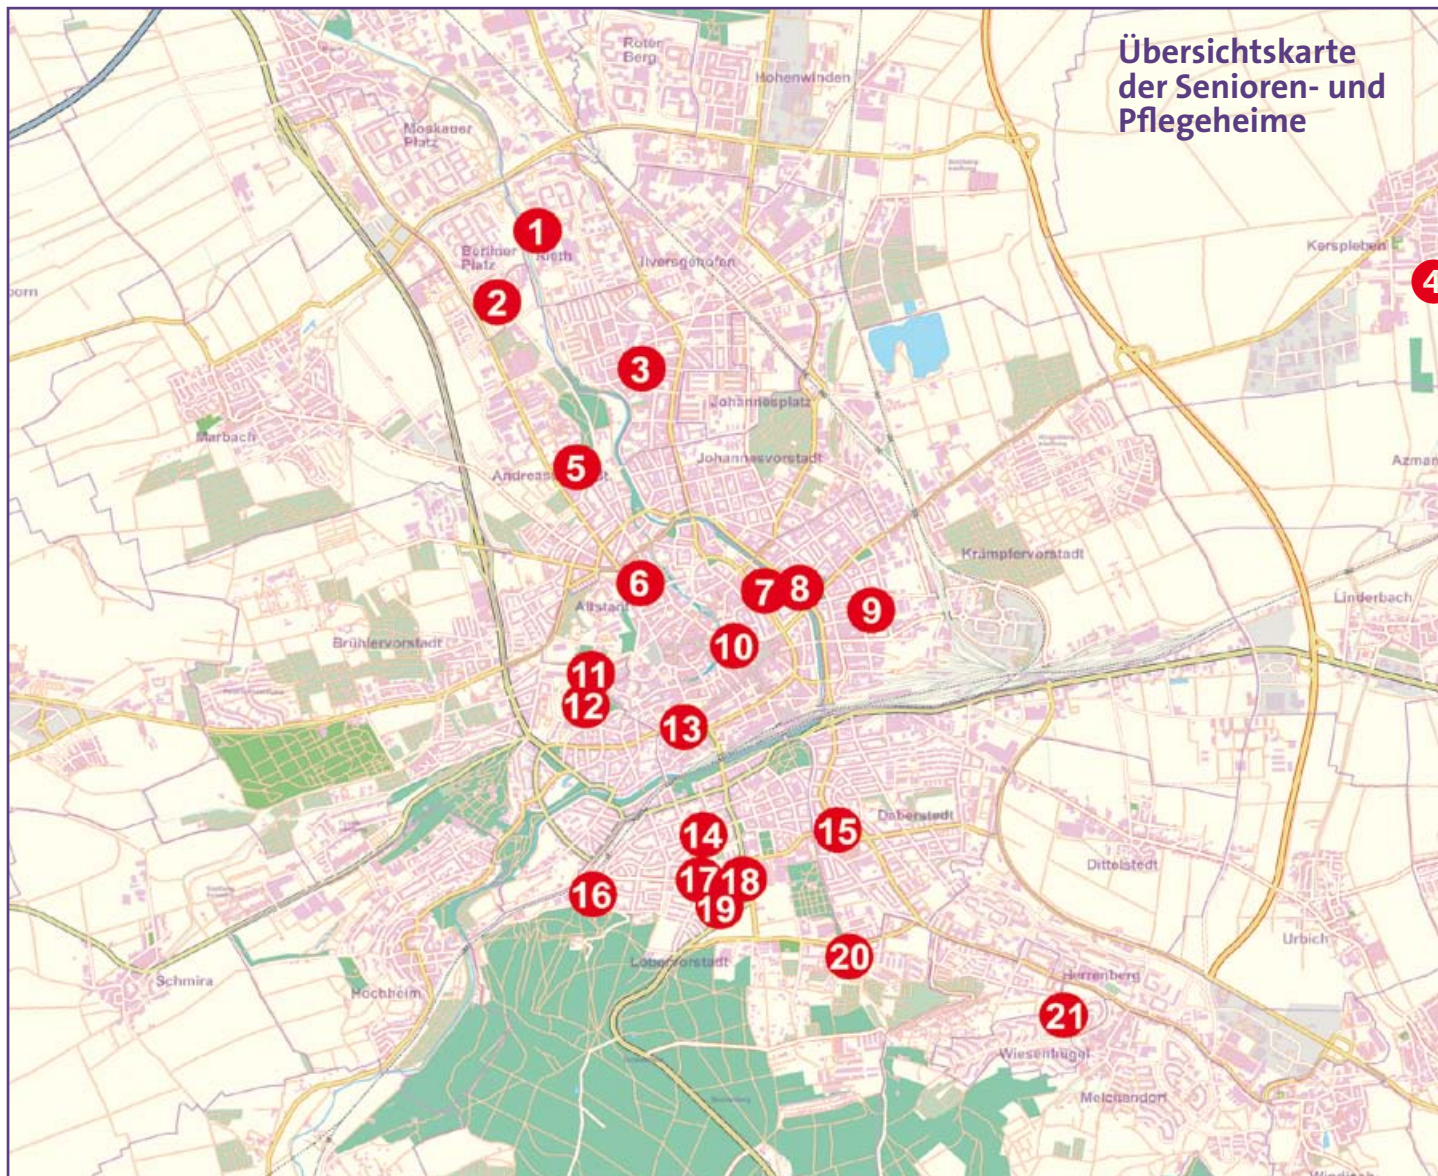 Übersichtskarte
der Senioren- und
Pflegeheime
Roter
Berg
Hohenwinden
Moskauer
Platz
1
Berliner
Platz
Rieth
Ilversgehofen
Kerspleben
4
2
3
Johannesplatz
Marbach
5
Johannesvorstadt
Krämpfervorstadt
6
7
8
9
Altstadt
Linderbach
Brühlervorstadt
10
11
12
13
14
15
Daberstedt
Dittelstedt
16
17
18
19
20
Löbervorstadt
Urbich
Schmira
Hochheim
Herrenberg
21
Wiesenhügel
Melchendorf